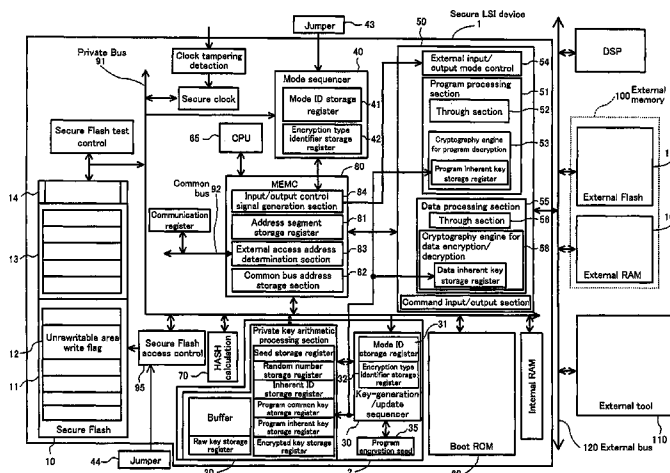 Jumper
43
Secure LSI device
1
Private Bus
91
Clock tampering
detection
Secure clock
40
Mode sequencer
Mode ID storage
register
41
Encryption type
identifier storage
register
42
50
External input/
output mode control
54
Program processing
section
51
Through section
52
Cryptography engine
for program decryption
53
Program inherent key
storage register
DSP
100 External
memory
External Flash
External RAM
Secure Flash test
control
65
CPU
60
MEMC
Input/output control
signal generation section
84
Address segment
storage register
81
External access address
determination section
83
Common bus address
storage section
82
Common
bus
92
Communication
register
Data processing section
55
Through section
56
Cryptography engine for
data encryption/
decryption
58
Data inherent key
storage register
Command input/output section
14
13
12
11
Unrewritable area
write flag
Secure Flash
10
Secure Flash
access control
95
HASH
calculation
70
Private key arithmetic
processing section
Seed storage register
Random number
storage register
Inherent ID
storage register
Program common key
storage register
Program inherent key
storage register
Encrypted key storage
register
Buffer
Raw key storage
register
31
Mode ID
storage register
32
Encryption type
identifier storage
register
Key-generation
/update
sequencer
30
35
Program
encryption seed
Boot ROM
Internal RAM
External tool
110
120 External bus
44
Jumper